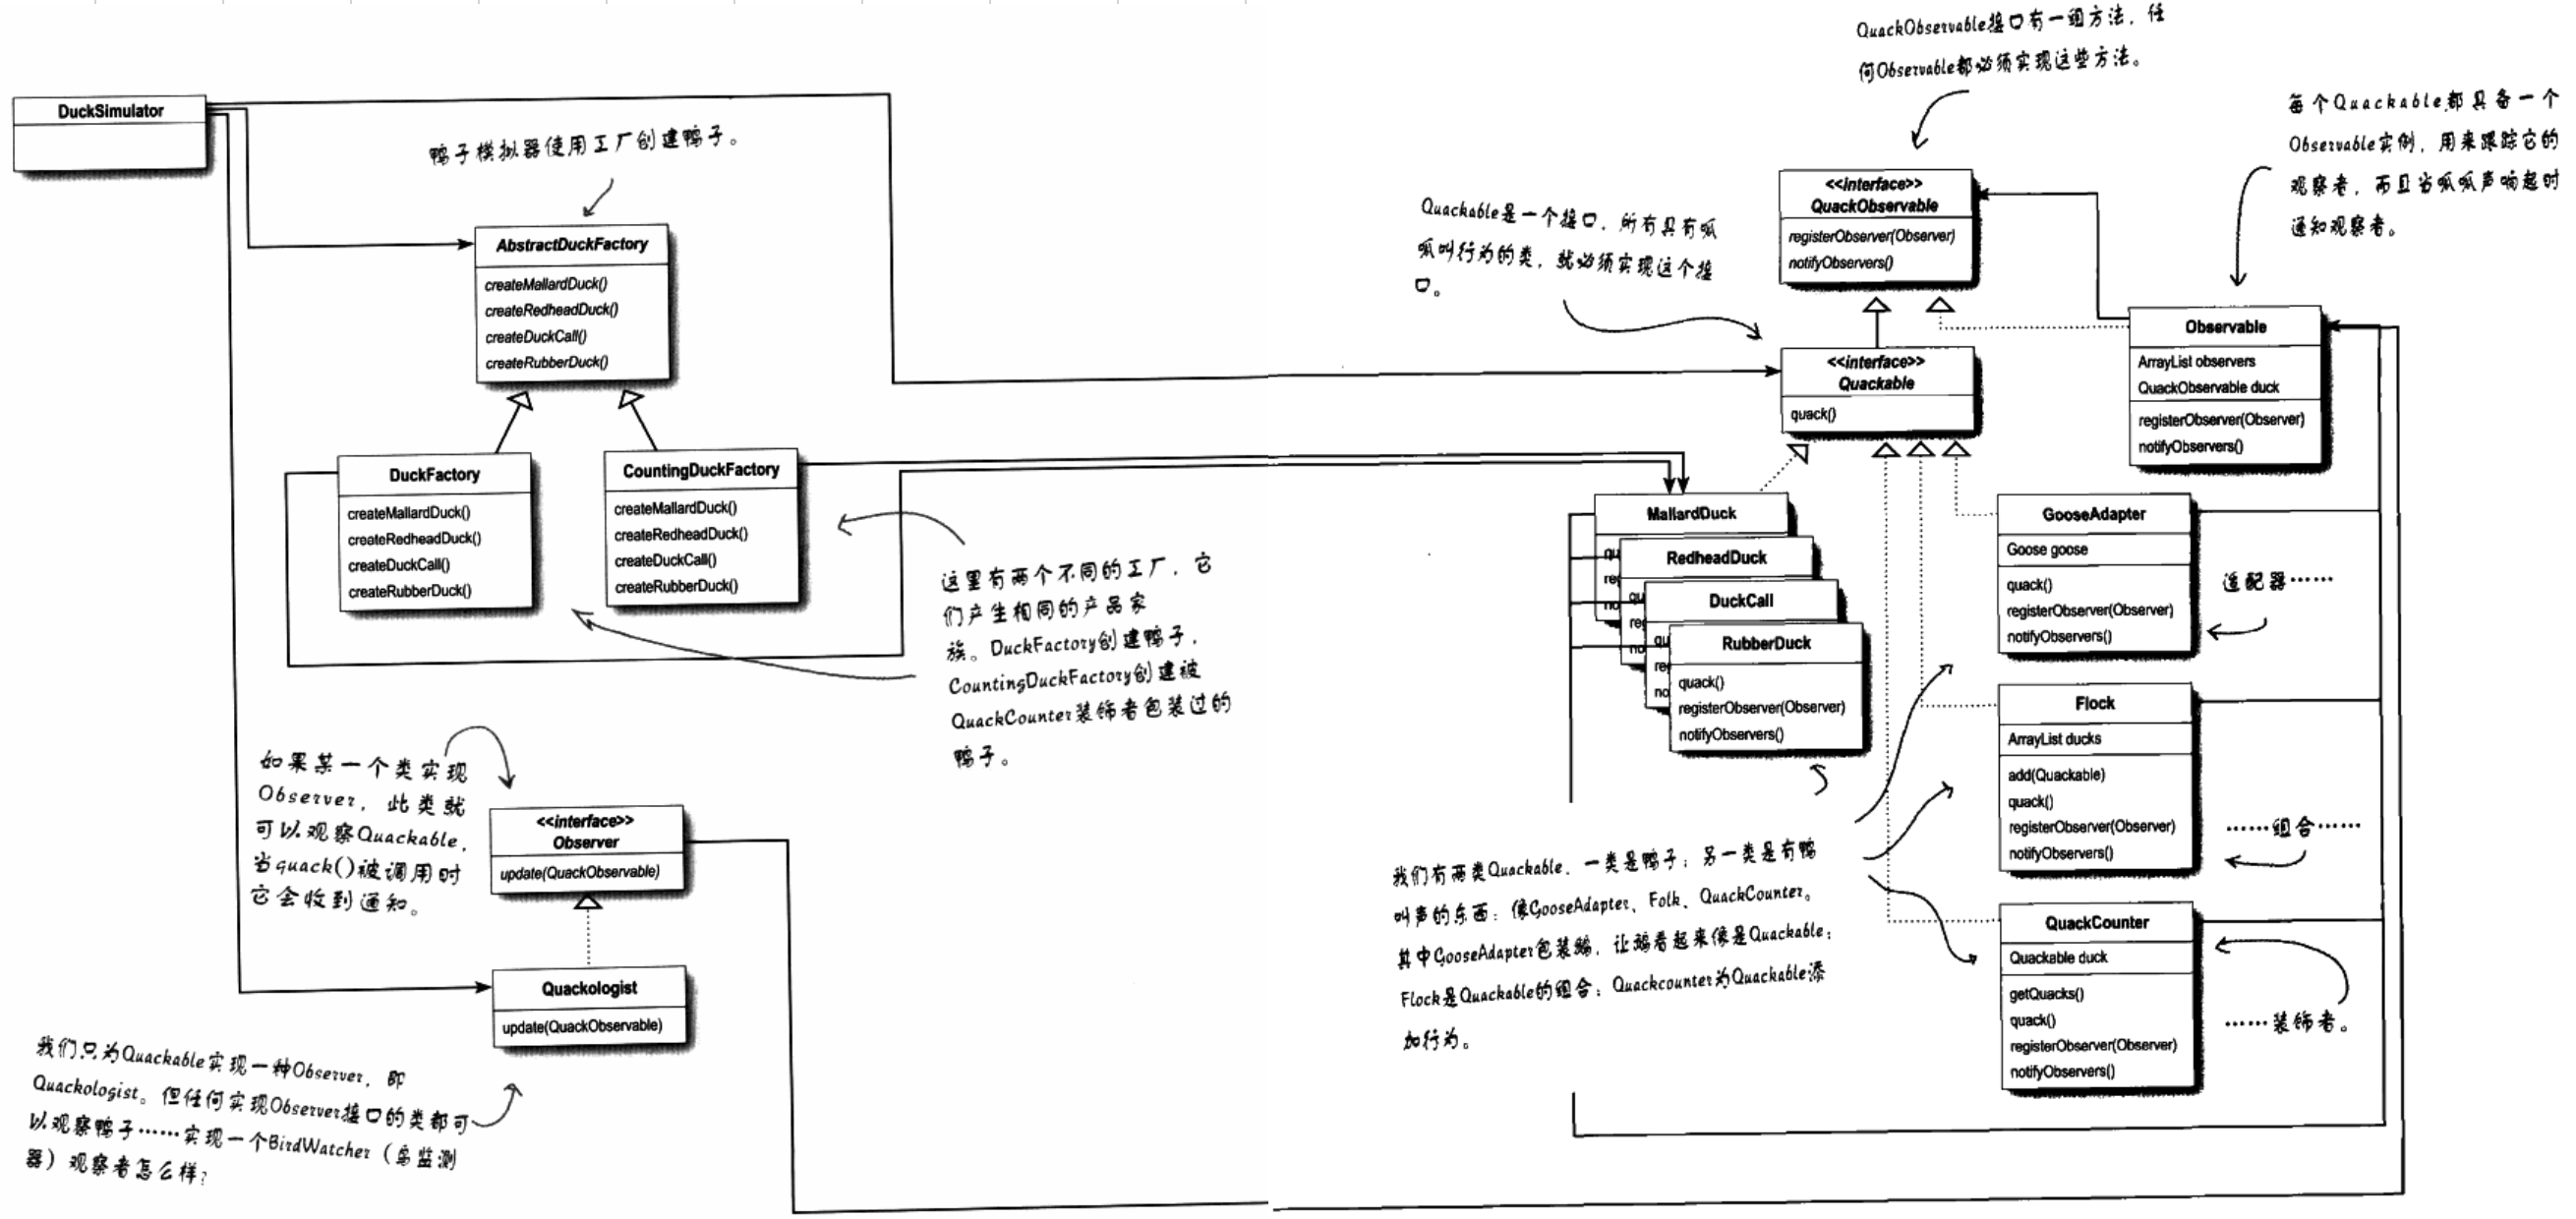 DuckSimulator
鸭子模拟器使用工厂创建鸭子。
AbstractDuckFactory
createMallardDuck()
createRedheadDuck()
createDuckCall()
createRubberDuck()
DuckFactory
createMallardDuck()
createRedheadDuck()
createDuckCall()
createRubberDuck()
CountingDuckFactory
createMallardDuck()
createRedheadDuck()
createDuckCall()
createRubberDuck()
这里有两个不同的工厂，它
们产生相同的产品家
族。DuckFactory创建鸭子，
CountingDuckFactory创建被
QuackCounter装饰者包装过的
鸭子。
如果某一个类实现
Observer，此类就
可以观察Quackable，
当quack()被调用时
它会收到通知。
<<interface>>
Observer
update(QuackObservable)
Quackologist
update(QuackObservable)
我们只为Quackable实现一种Observer，即
Quackologist。但任何实现Observer接口的类都可
以观察鸭子……实现一个BirdWatcher（鸟监测
器）观察者怎么样？
QuackObservable接口有一组方法，任
何Observable都必须实现这些方法。
每个Quackable都具备一个
Observable实例，用来跟踪它的
观察者，而且当呱呱声响起时
通知观察者。
<<interface>>
QuackObservable
registerObserver(Observer)
notifyObservers()
Quackable是一个接口，所有具有呱
呱叫行为的类，就必须实现这个接
口。
<<interface>>
Quackable
quack()
Observable
ArrayList observers
QuackObservable duck
registerObserver(Observer)
notifyObservers()
MallardDuck
qu
re
no
RedheadDuck
qu
re
no
DuckCall
qu
re
no
RubberDuck
quack()
registerObserver(Observer)
notifyObservers()
GooseAdapter
Goose goose
quack()
registerObserver(Observer)
notifyObservers()
适配器……
Flock
ArrayList ducks
add(Quackable)
quack()
registerObserver(Observer)
notifyObservers()
……组合……
QuackCounter
Quackable duck
getQuacks()
quack()
registerObserver(Observer)
notifyObservers()
……装饰者。
我们有两类Quackable，一类是鸭子；另一类是有鸭
叫声的东西：像GooseAdapter、Folk、QuackCounter。
其中GooseAdapter包装鹅，让鹅看起来像是Quackable；
Flock是Quackable的组合；Quackcounter为Quackable添
加行为。